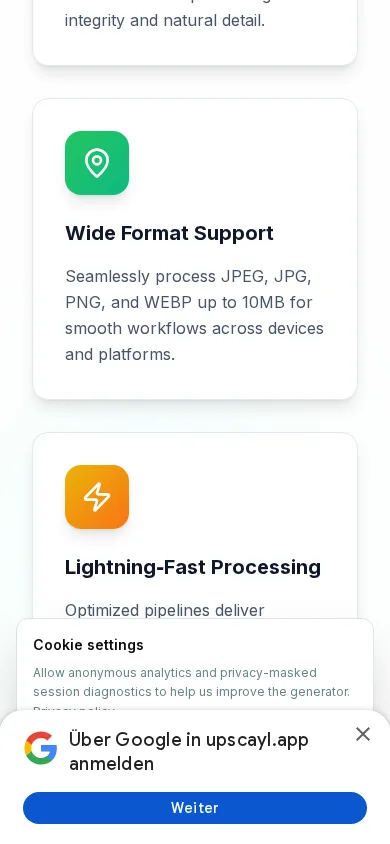 integrity and natural detail.
Wide Format Support
Seamlessly process JPEG, JPG,
PNG, and WEBP up to 10MB for
smooth workflows across devices
and platforms.
Lightning-Fast Processing
Optimized pipelines deliver
Cookie settings
Allow anonymous analytics and privacy-masked
session diagnostics to help us improve the generator.
Privacy policy
Über Google in upscayl.app
anmelden
Weiter